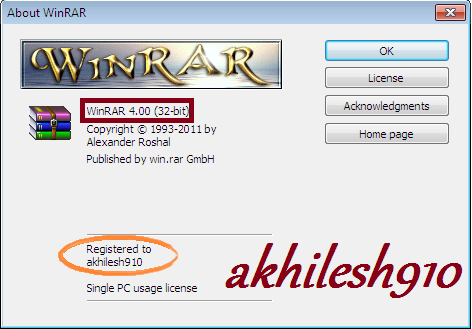 About WinRAR
WINRAR
OK
License
Acknowledgments
Home page
WinRAR 4.00 (32-bit)
Copyright © 1993-2011 by
Alexander Roshal
Published by win.rar GmbH
Registered to
akhilesh910
Single PC usage license
akhilesh910